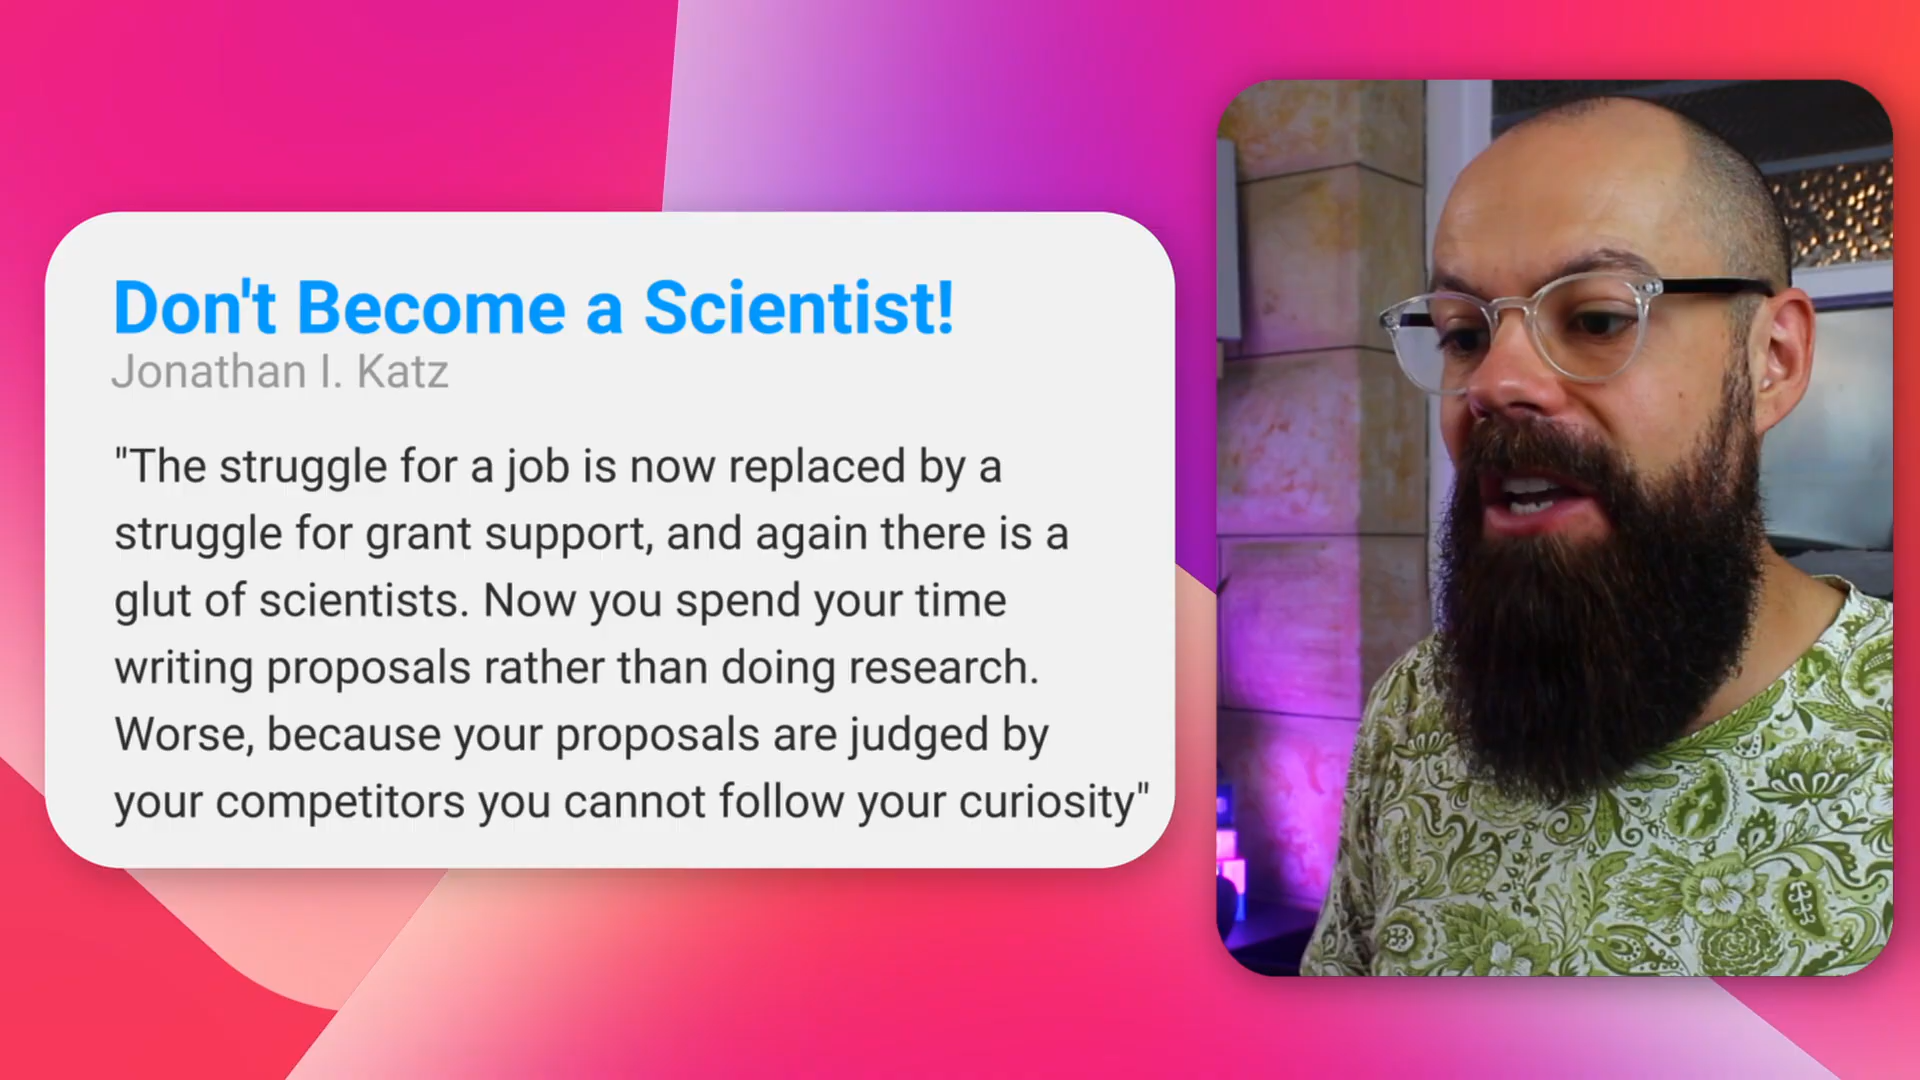 Don't Become a Scientist!
Jonathan I. Katz
"The struggle for a job is now replaced by a
struggle for grant support, and again there is a
glut of scientists. Now you spend your time
writing proposals rather than doing research.
Worse, because your proposals are judged by
your competitors you cannot follow your curiosity"